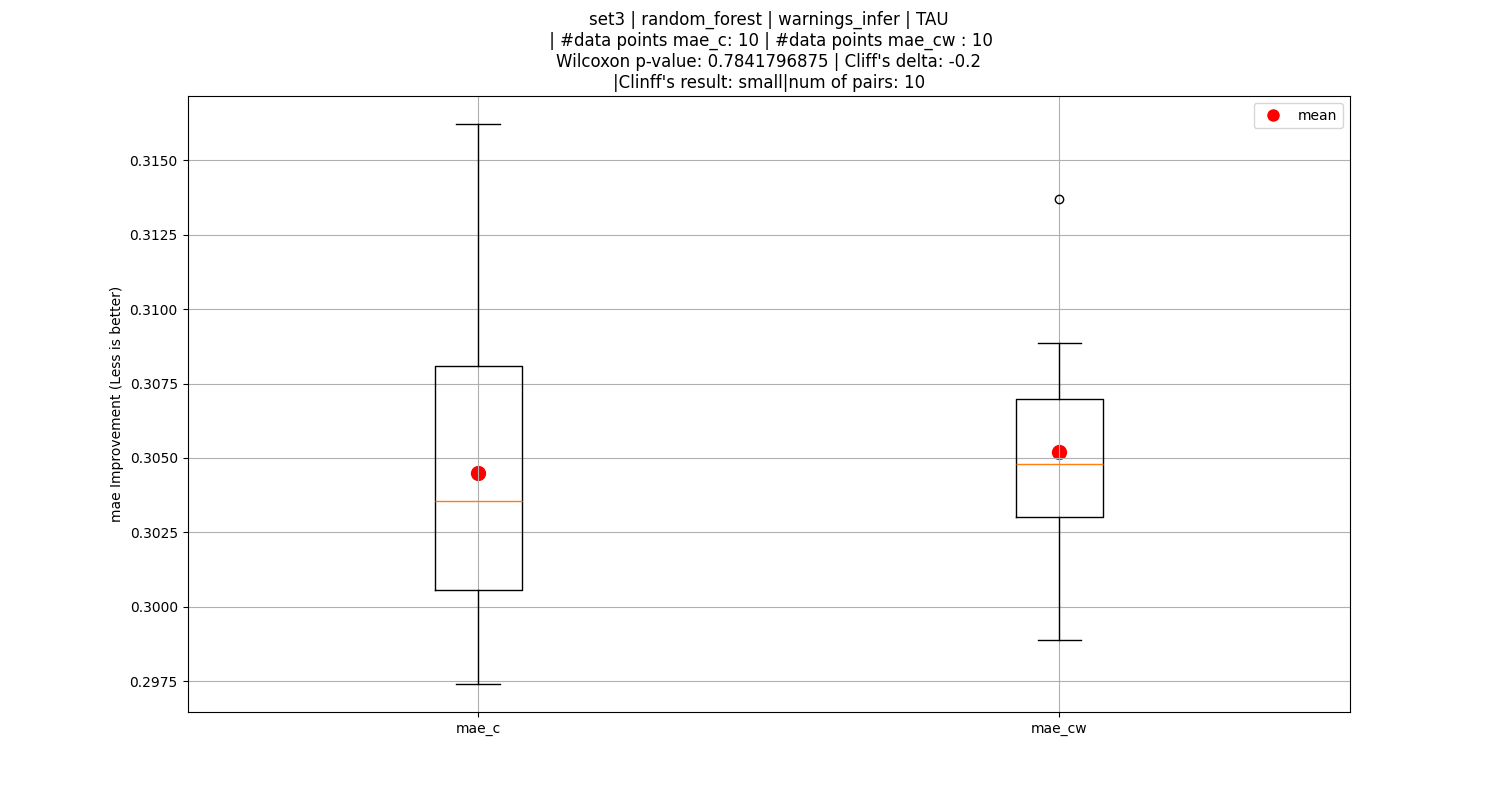 set3 | random_forest | warnings_infer | TAU
| #data points mae_c: 10 | #data points mae_cw : 10
Wilcoxon p-value: 0.7841796875 | Cliff's delta: -0.2
|Clinff's result: small|num of pairs: 10
mean
mae Improvement (Less is better)
0.3150
0.3125
0.3100
0.3075
0.3050
0.3025
0.3000
0.2975
mae_c
mae_cw